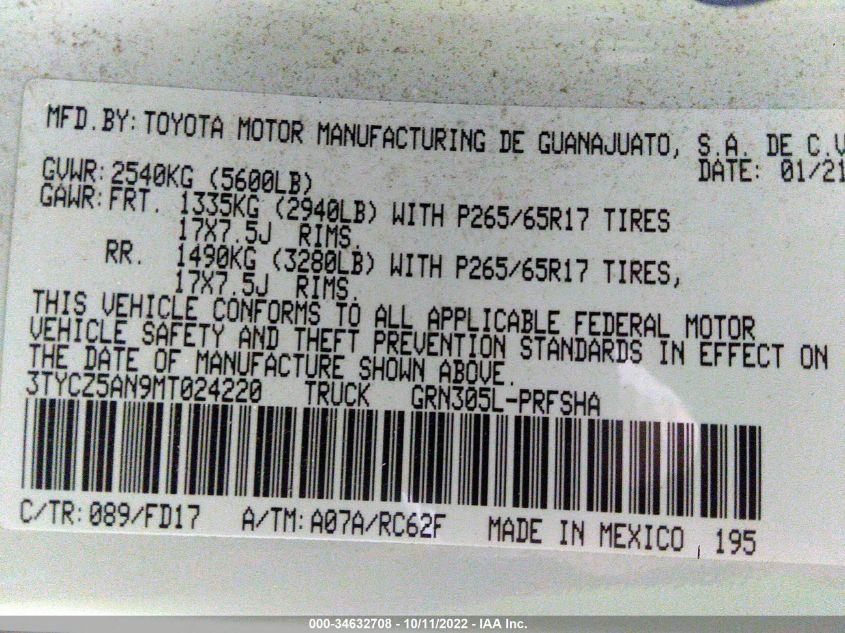 MFD.BY:TOYOTA MOTOR MANUFACTURING DE GUANAJUATO, S.A. DE C.V
GVWR:2540KG (5600LB) DATE: 01/21
GAWR:FRT. 1335KG (2940LB) WITH P265/65R17 TIRES
17X7.5J RIMS.
RR. 1490KG (3280LB) WITH P265/65R17 TIRES,
17X7.5J RIMS.
THIS VEHICLE CONFORMS TO ALL APPLICABLE FEDERAL MOTOR
VEHICLE SAFETY AND THEFT PREVENTION STANDARDS IN EFFECT ON
THE DATE OF MANUFACTURE SHOWN ABOVE.
3TYCZ5AN9MT024220 TRUCK GRN305L-PRFSHA
C/TR:089/FD17 A/TM:A07A/RC62F MADE IN MEXICO 195
000-34632708 - 10/11/2022 - IAA Inc.